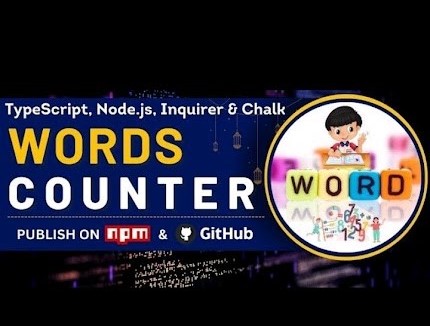 TypeScript, Node.js, Inquirer & Chalk
WORDS
COUNTER
PUBLISH ON npm & GitHub
WORD